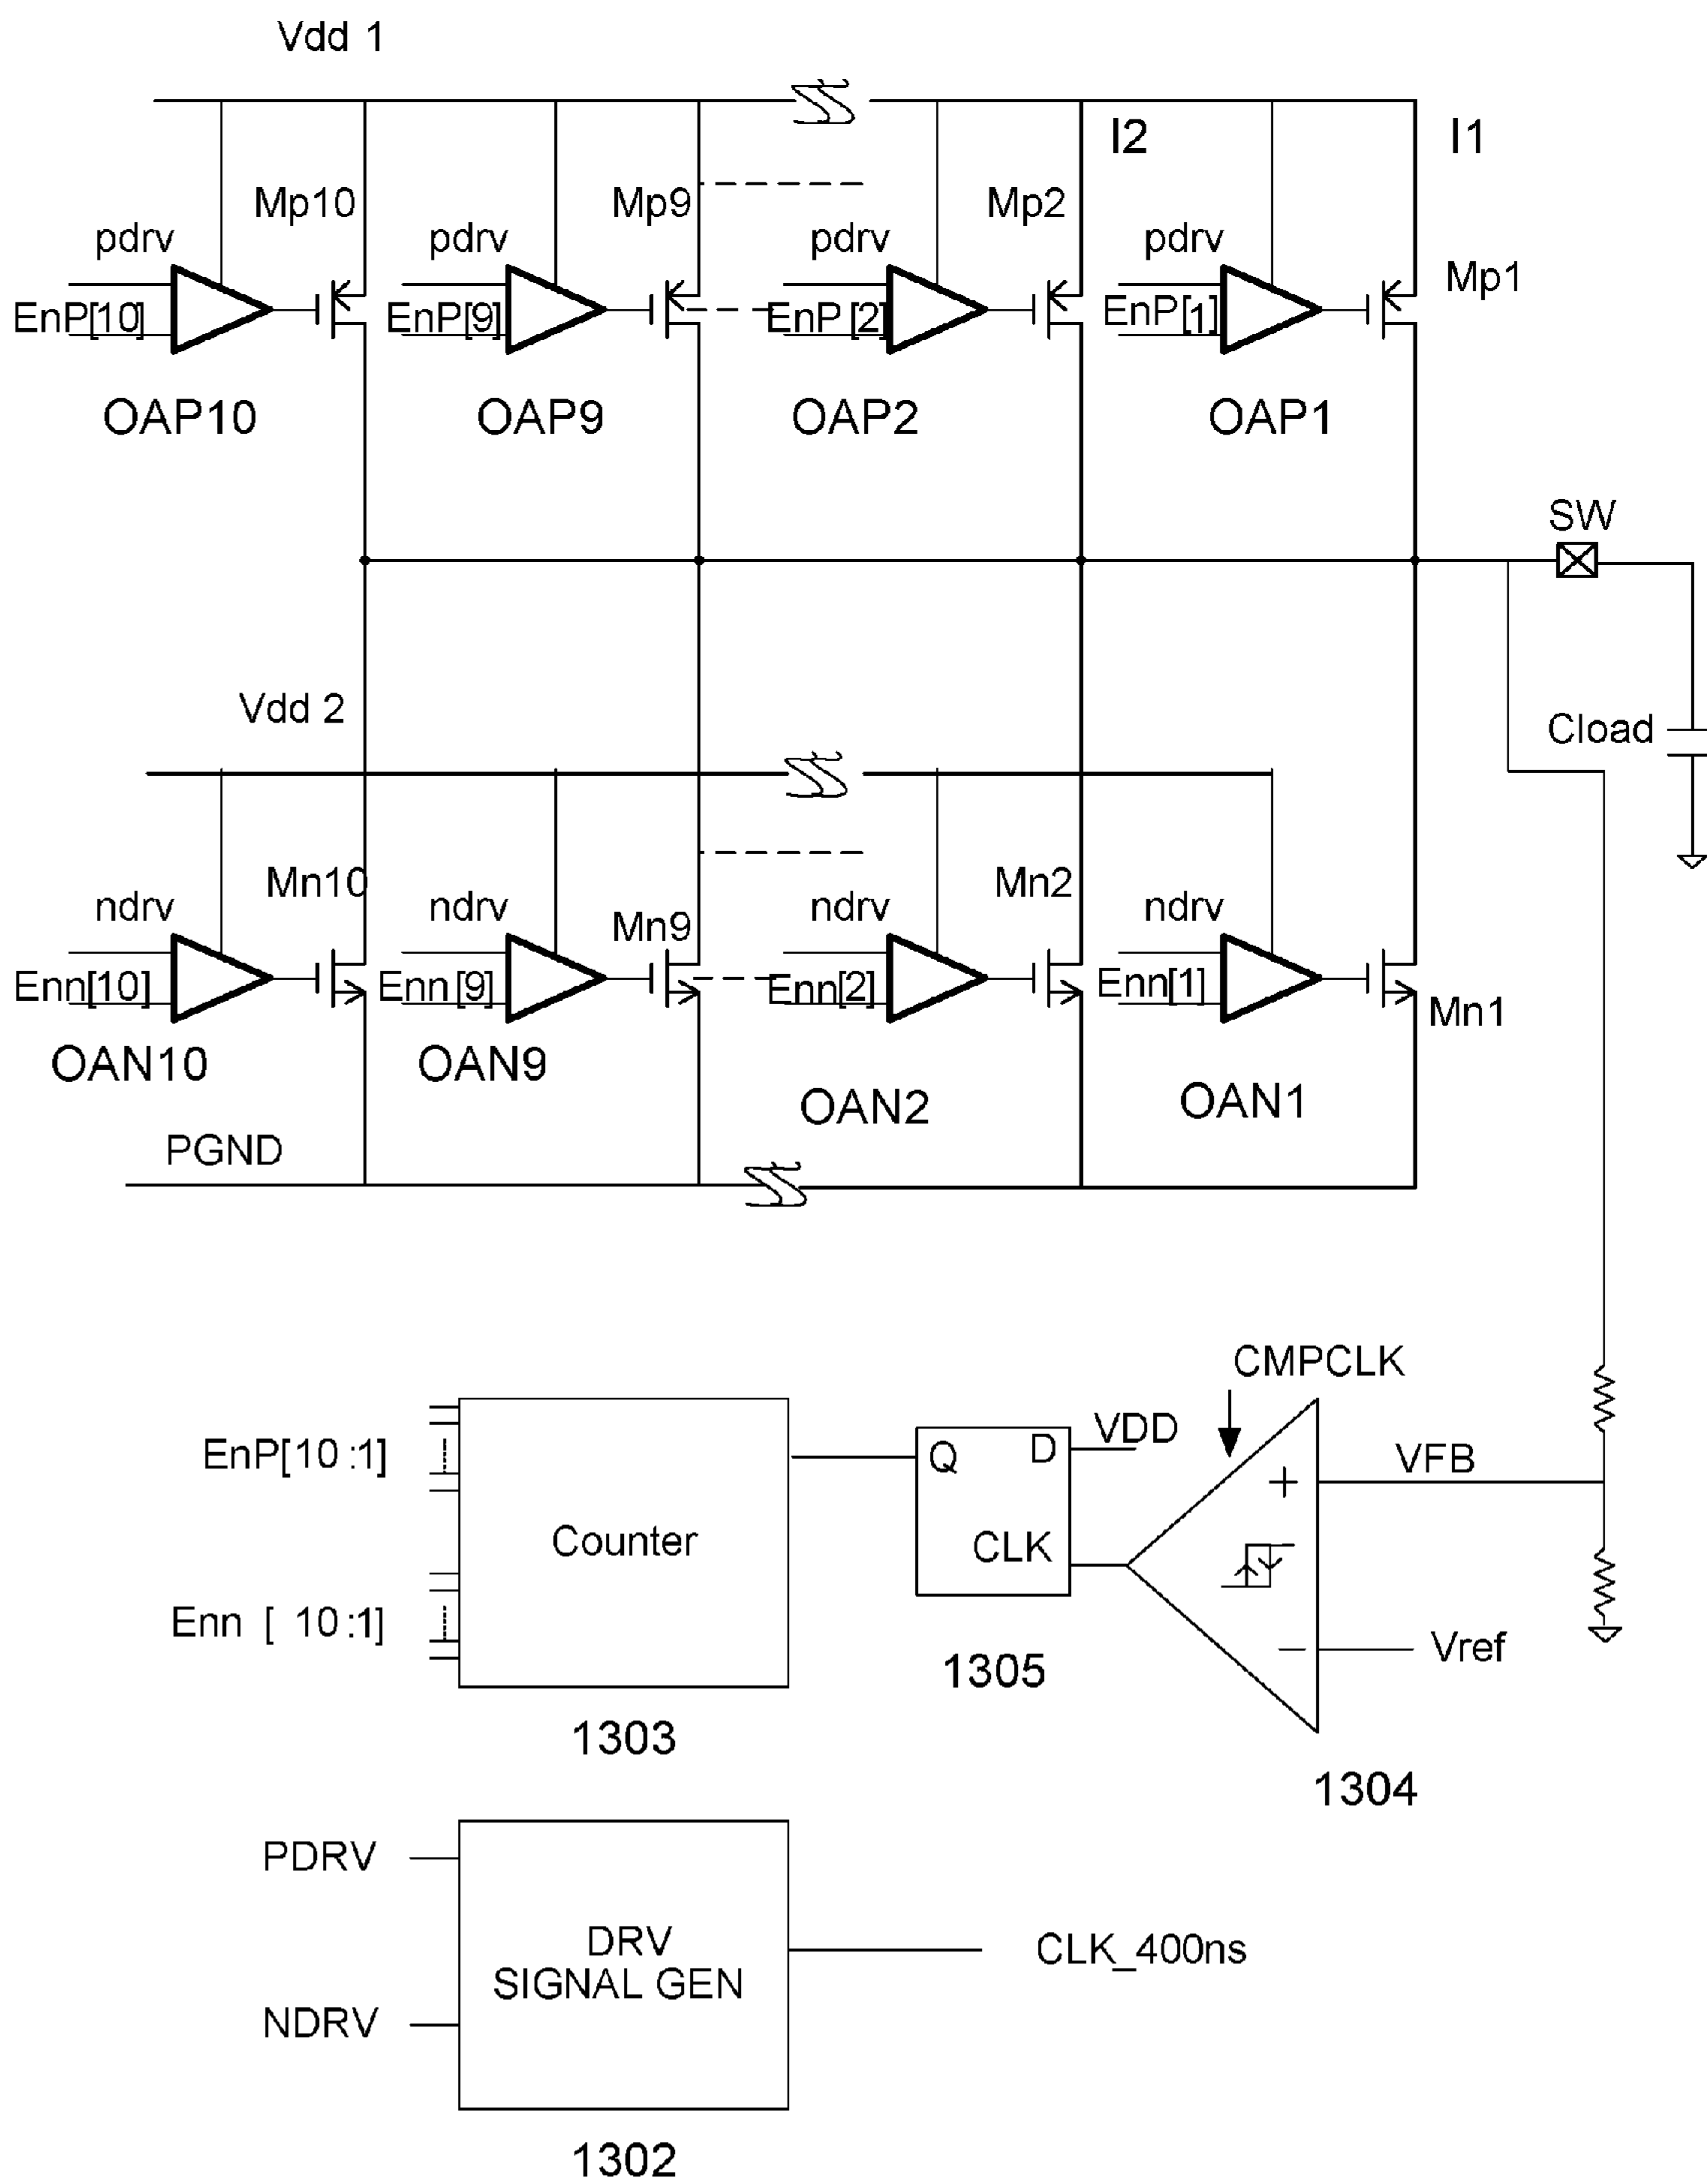 Vdd 1
I2
I1
Mp10
Mp9
Mp2
pdrv
pdrv
pdrv
pdrv
Mp1
EnP[10]
EnP[9]
EnP [2]
EnP[1]
OAP10
OAP9
OAP2
OAP1
SW
Vdd 2
Cload
Mn10
Mn2
ndrv
ndrv
Mn9
ndrv
ndrv
Enn[10]
Enn[9]
Enn[2]
Enn[1]
Mn1
OAN10
OAN9
OAN2
OAN1
PGND
CMPCLK
VDD
EnP[10 :1]
Q
D
+
VFB
Counter
CLK
Enn [ 10 :1]
1305
−
Vref
1303
1304
PDRV
DRV
SIGNAL GEN
CLK_400ns
NDRV
1302